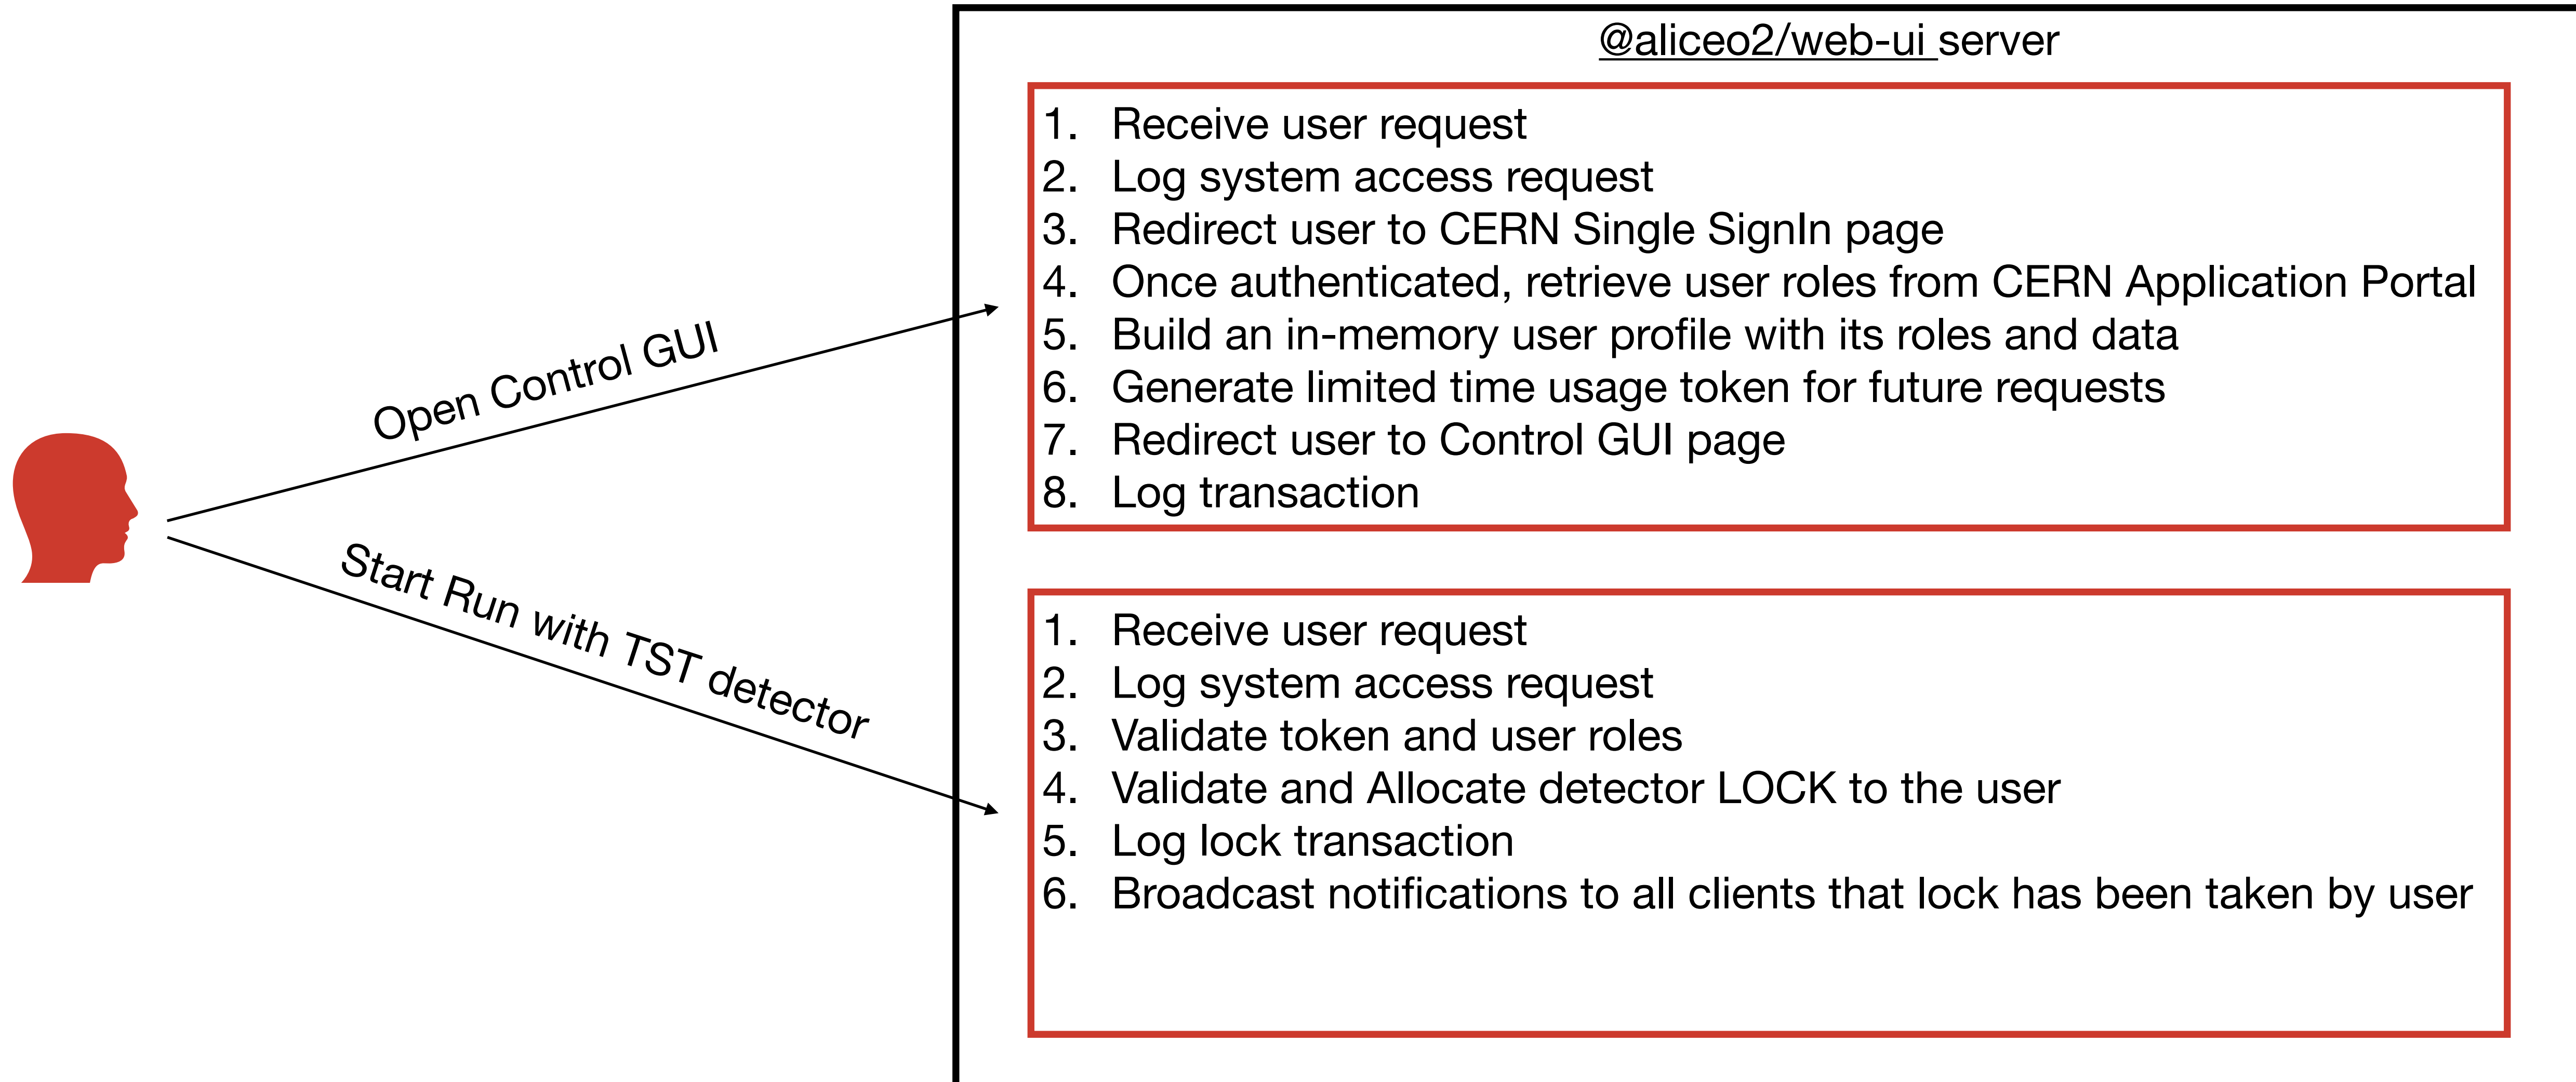 @aliceo2/web-ui server
1. Receive user request
2. Log system access request
3. Redirect user to CERN Single SignIn page
4. Once authenticated, retrieve user roles from CERN Application Portal
5. Build an in-memory user profile with its roles and data
6. Generate limited time usage token for future requests
7. Redirect user to Control GUI page
8. Log transaction
Open Control GUI
Start Run with TST detector
1. Receive user request
2. Log system access request
3. Validate token and user roles
4. Validate and Allocate detector LOCK to the user
5. Log lock transaction
6. Broadcast notifications to all clients that lock has been taken by user